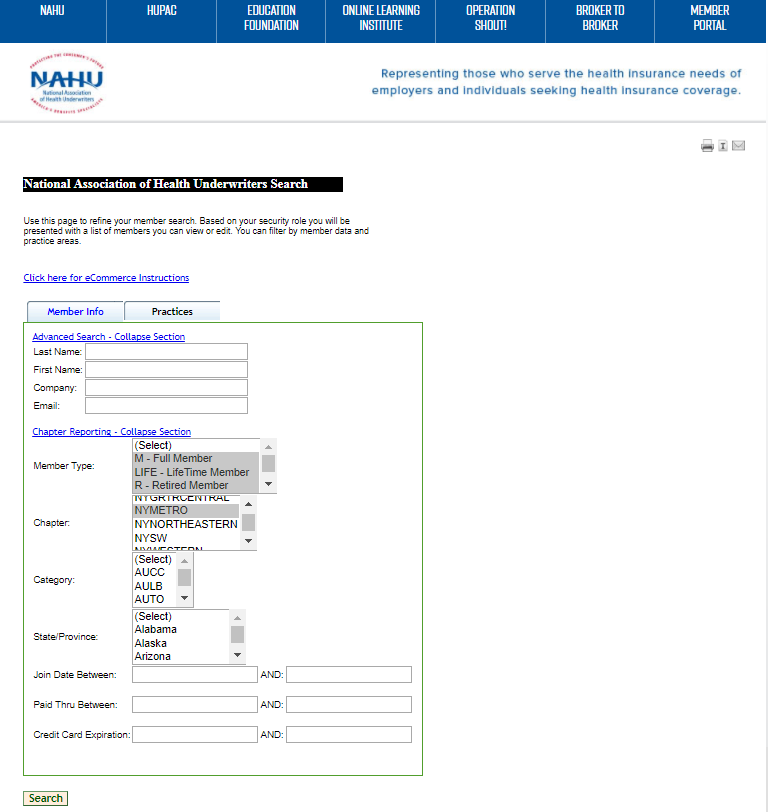 NAHU
HUPAC
EDUCATION
FOUNDATION
ONLINE LEARNING
INSTITUTE
OPERATION
SHOUT!
BROKER TO
BROKER
MEMBER
PORTAL
PROTECTING THE CONSUMER'S FUTURE
NAHU
National Association
of Health Underwriters
AMERICA'S BENEFITS SPECIALISTS
Representing those who serve the health insurance needs of
employers and individuals seeking health insurance coverage.
National Association of Health Underwriters Search
Use this page to refine your member search. Based on your security role you will be
presented with a list of members you can view or edit. You can filter by member data and
practice areas.
Click here for eCommerce Instructions
Member Info
Practices
Advanced Search - Collapse Section
Last Name:
First Name:
Company:
Email:
Chapter Reporting - Collapse Section
Member Type:
(Select)
M - Full Member
LIFE - LifeTime Member
R - Retired Member
Chapter:
NYGRTRCENTRAL
NYMETRO
NYNORTHEASTERN
NYSW
NYWESTERN
Category:
(Select)
AUCC
AULB
AUTO
State/Province:
(Select)
Alabama
Alaska
Arizona
Join Date Between: AND:
Paid Thru Between: AND:
Credit Card Expiration: AND:
Search